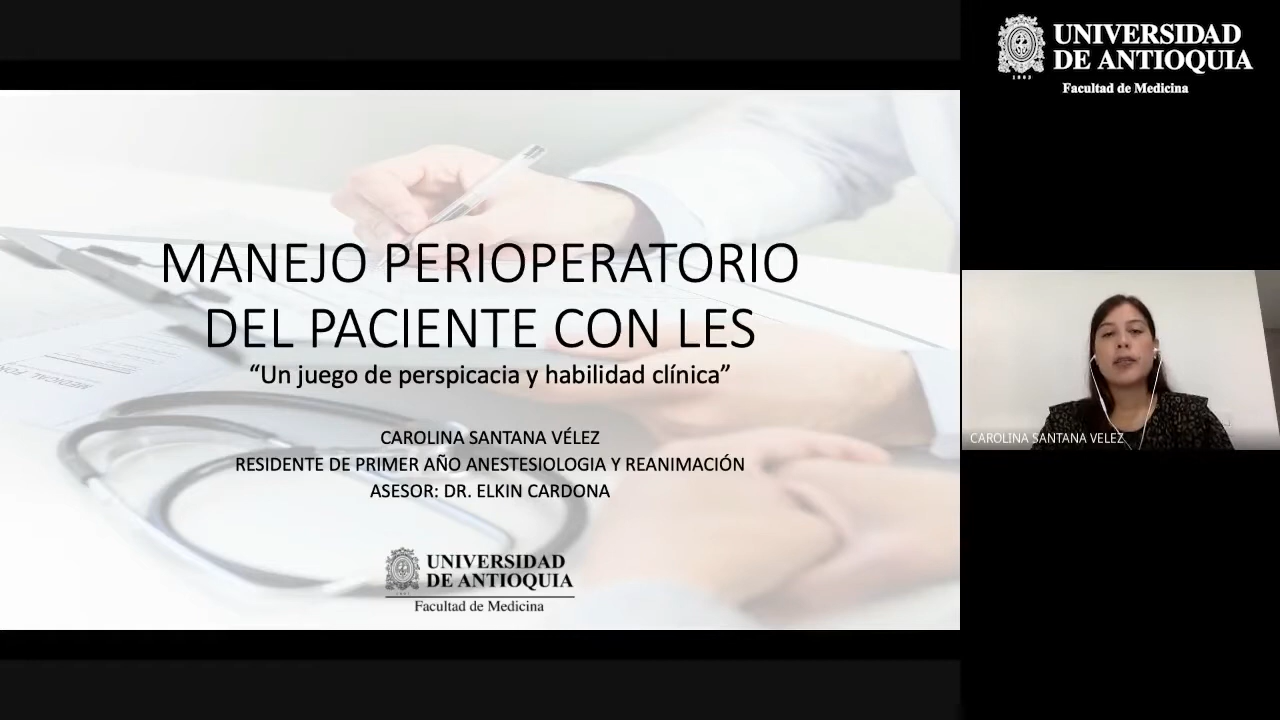 MANEJO PERIOPERATORIO
DEL PACIENTE CON LES
“Un juego de perspicacia y habilidad clínica”
CAROLINA SANTANA VÉLEZ
RESIDENTE DE PRIMER AÑO ANESTESIOLOGIA Y REANIMACIÓN
ASESOR: DR. ELKIN CARDONA
UNIVERSIDAD
DE ANTIOQUIA
1803
Facultad de Medicina
UNIVERSIDAD
DE ANTIOQUIA
1803
Facultad de Medicina
CAROLINA SANTANA VELEZ